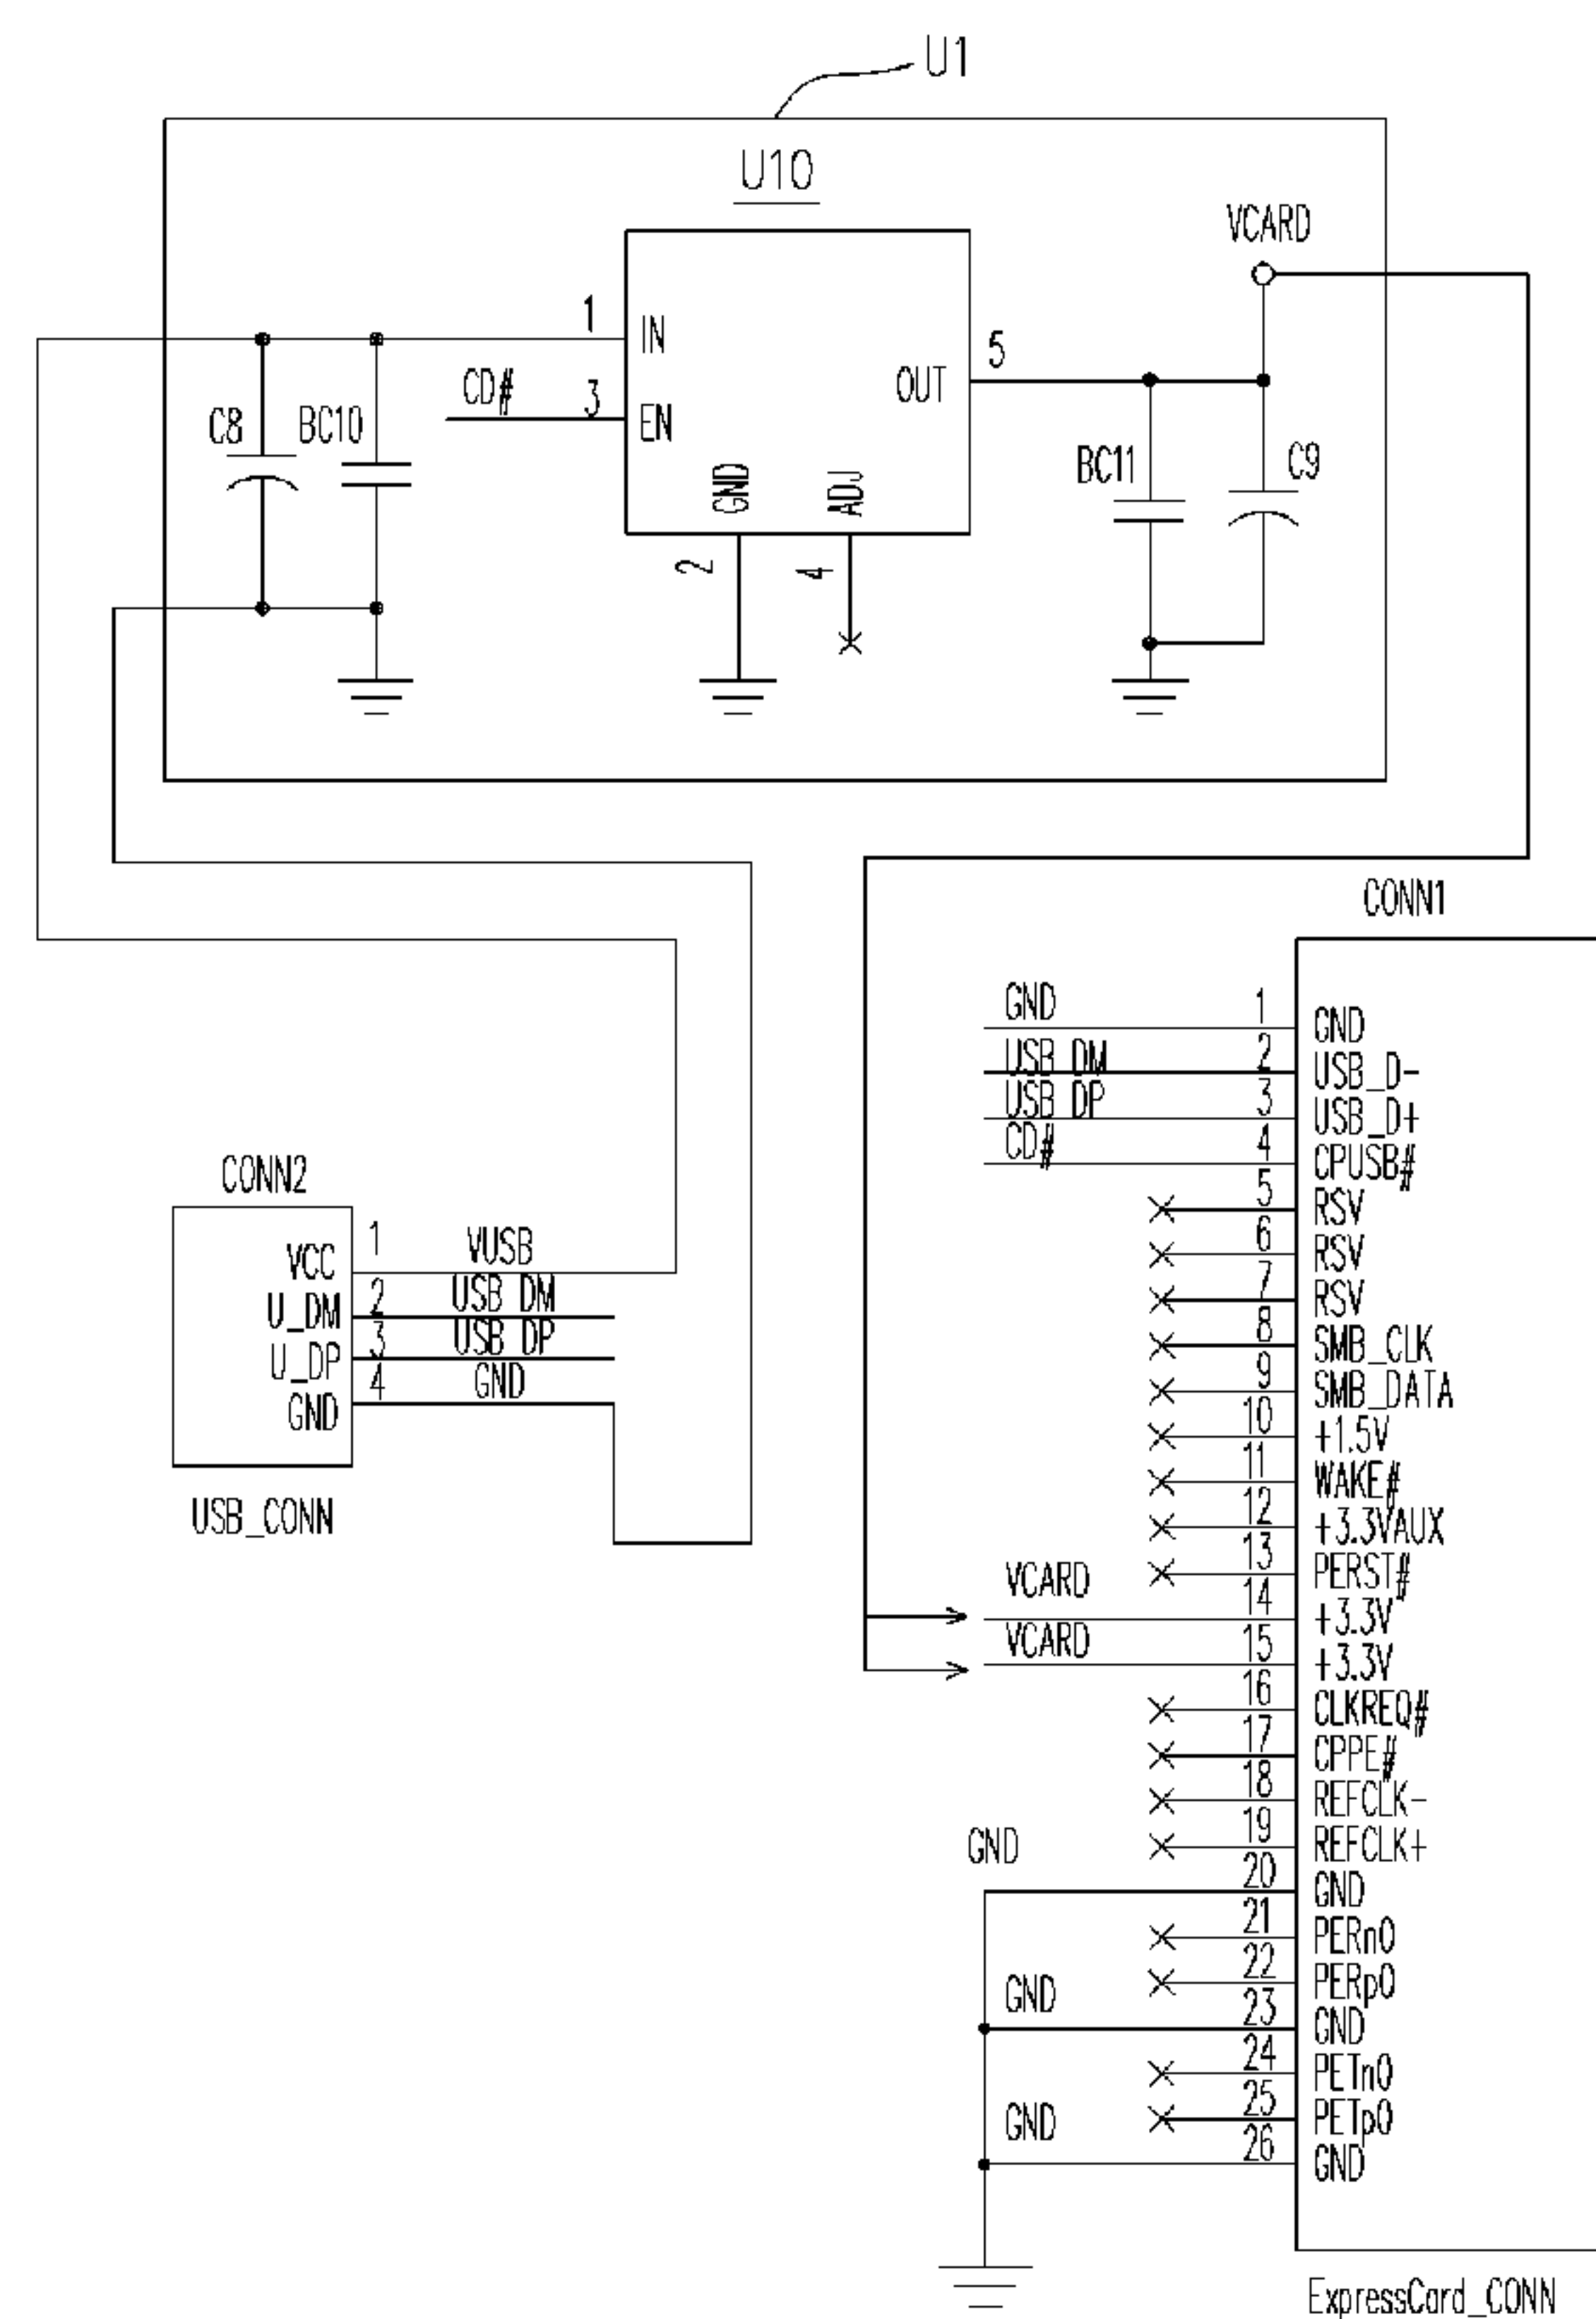 U1
U10
VCARD
1
IN
5
OUT
CD#
3
EN
C8
BC10
BC11
C9
GND
ADJ
2
4
CONN1
GND
1
GND
USB_DM
2
USB_D-
USB_DP
3
USB_D+
CD#
4
CPUSB#
5
RSV
6
RSV
7
RSV
8
SMB_CLK
9
SMB_DATA
10
+1.5V
11
WAKE#
12
+3.3VAUX
13
PERST#
VCARD
14
+3.3V
VCARD
15
+3.3V
16
CLKREQ#
17
CPPE#
18
REFCLK-
19
REFCLK+
GND
20
GND
21
PERn0
22
PERp0
GND
23
GND
24
PETn0
25
PETp0
GND
26
GND
ExpressCard_CONN
CONN2
VCC
1
VUSB
U_DM
2
USB_DM
U_DP
3
USB_DP
GND
4
GND
USB_CONN